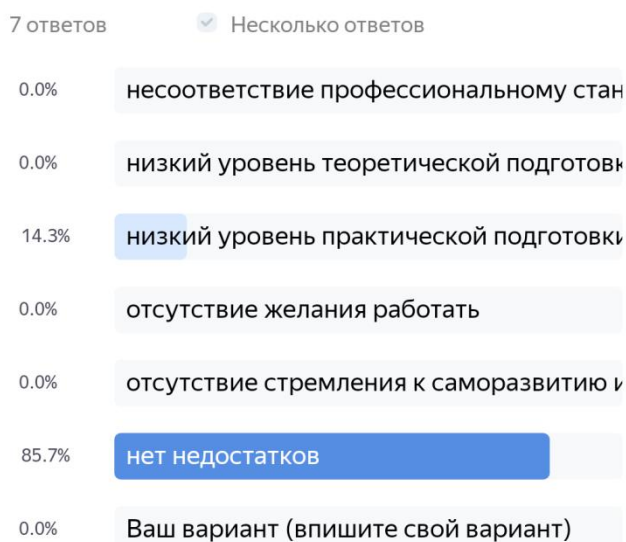 7 ответов Несколько ответов
0.0% несоответствие профессиональному стан
0.0% низкий уровень теоретической подготовк
14.3% низкий уровень практической подготовки
0.0% отсутствие желания работать
0.0% отсутствие стремления к саморазвитию и
85.7% нет недостатков
0.0% Ваш вариант (впишите свой вариант)